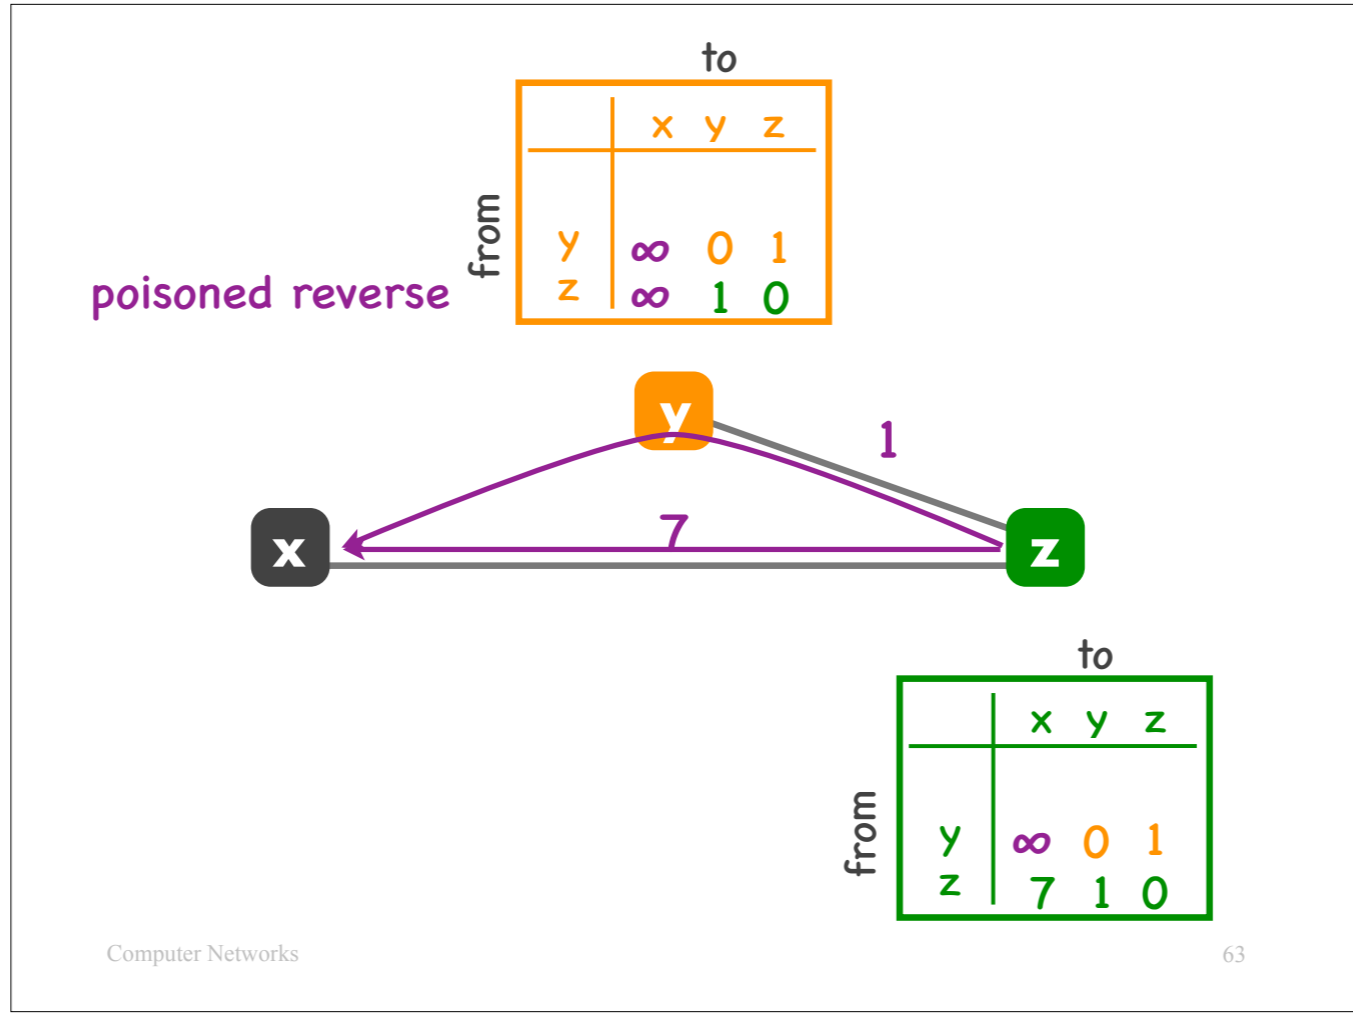 to
x y z
from
y ∞ 0 1
z ∞ 1 0
poisoned reverse
y
1
7
x
z
to
x y z
from
y ∞ 0 1
z 7 1 0
Computer Networks
63